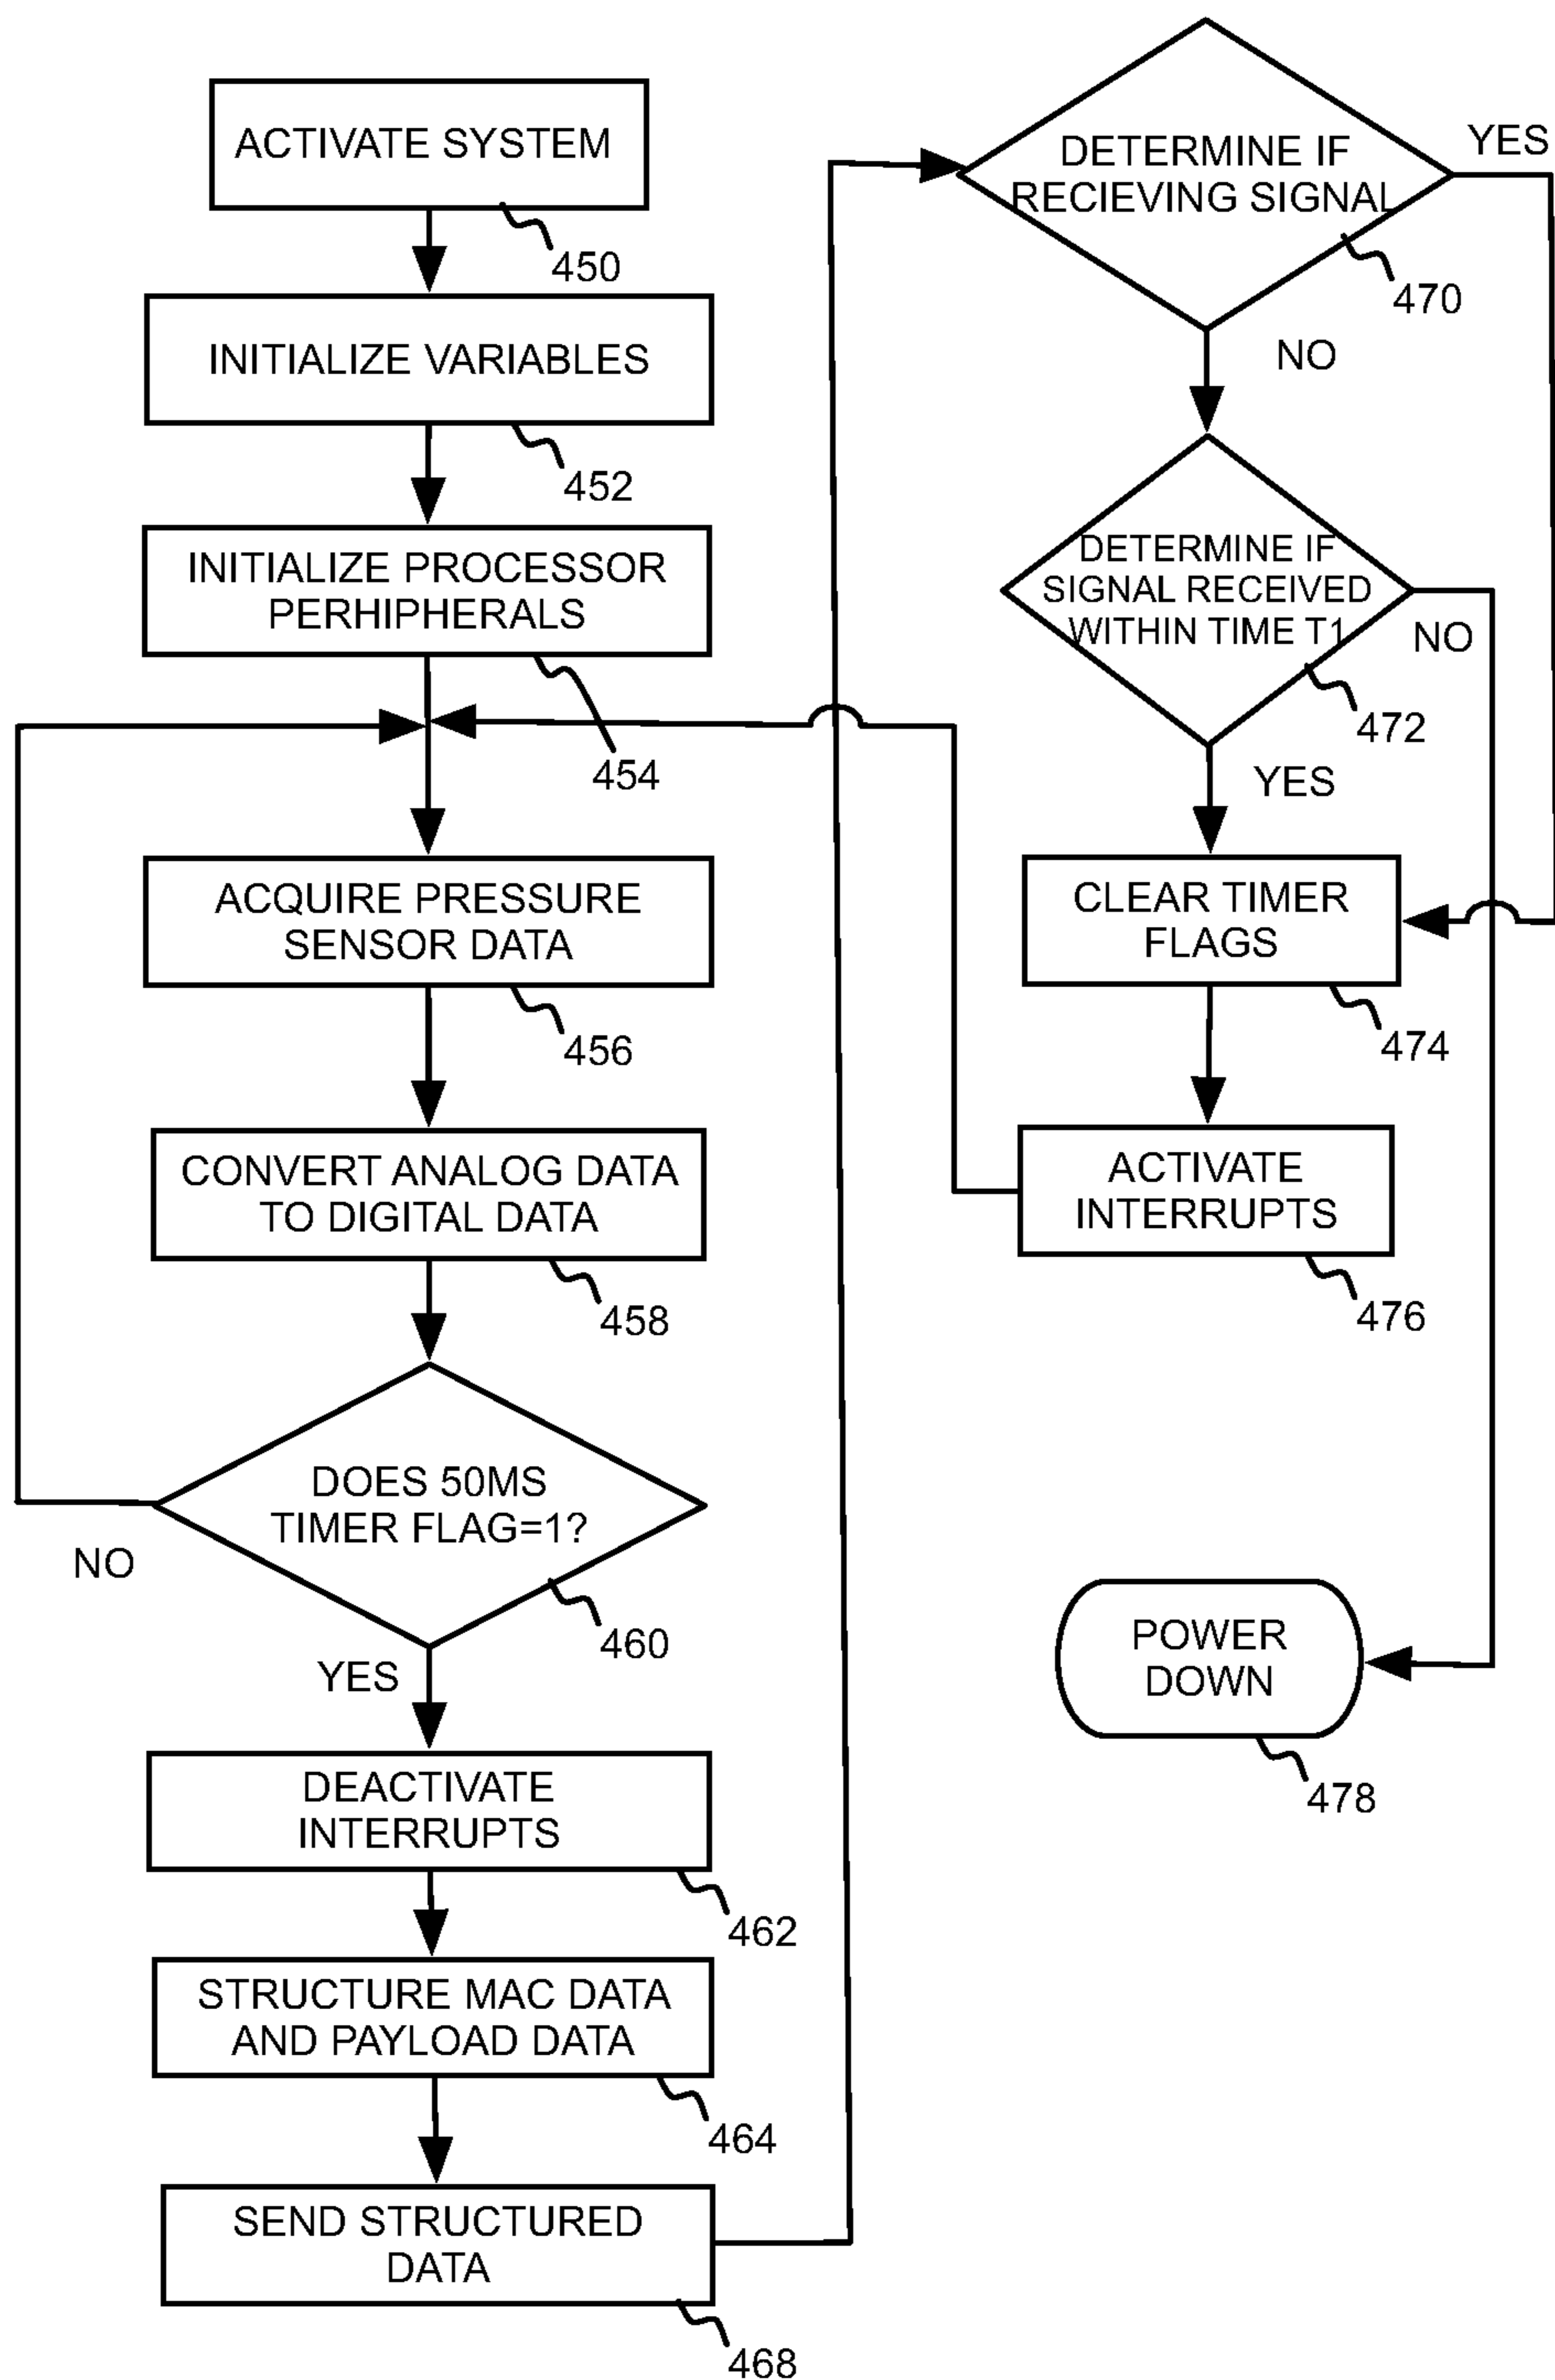 ACTIVATE SYSTEM
450
INITIALIZE VARIABLES
452
INITIALIZE PROCESSOR
PERHIPHERALS
454
ACQUIRE PRESSURE
SENSOR DATA
456
CONVERT ANALOG DATA
TO DIGITAL DATA
458
DOES 50MS
TIMER FLAG=1?
NO
460
YES
DEACTIVATE
INTERRUPTS
462
STRUCTURE MAC DATA
AND PAYLOAD DATA
464
SEND STRUCTURED
DATA
468
DETERMINE IF
RECIEVING SIGNAL
YES
470
NO
DETERMINE IF
SIGNAL RECEIVED
WITHIN TIME T1
NO
472
YES
CLEAR TIMER
FLAGS
474
ACTIVATE
INTERRUPTS
476
POWER
DOWN
478